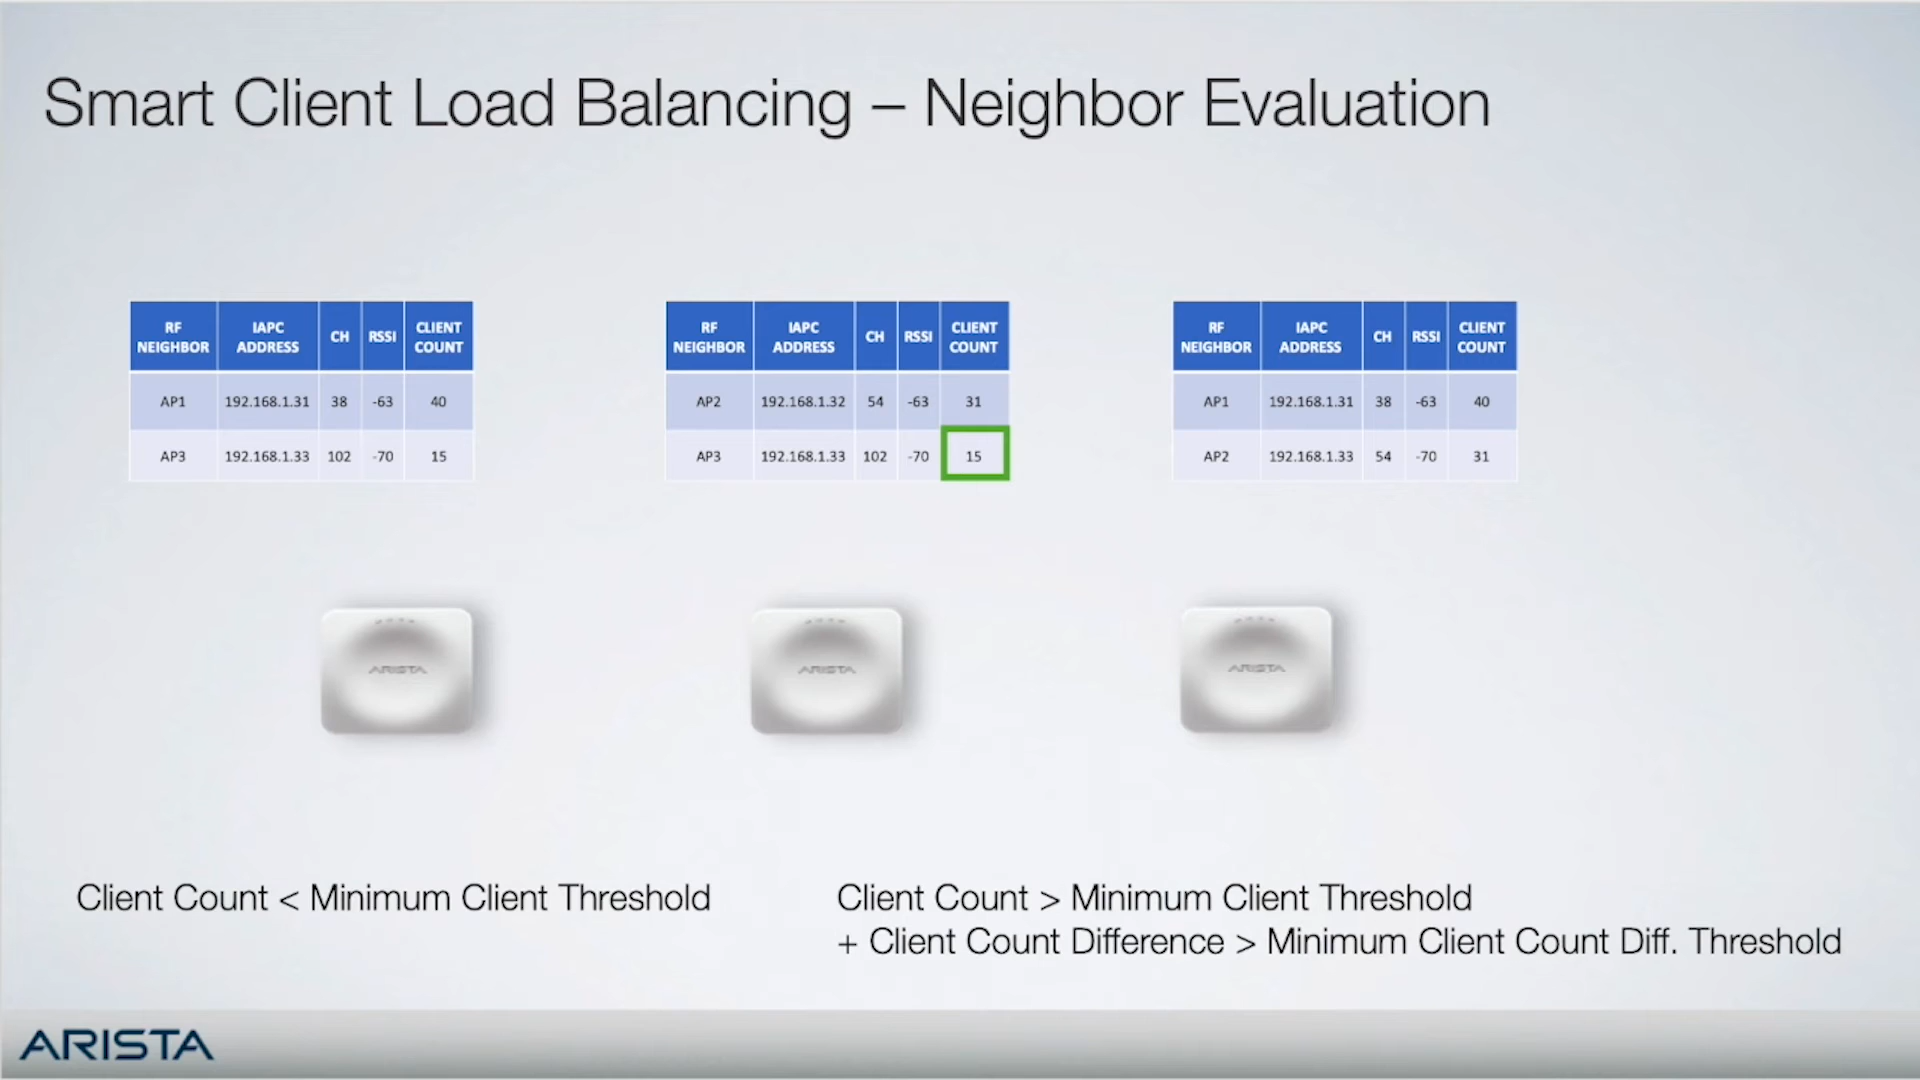 Smart Client Load Balancing – Neighbor Evaluation
RF NEIGHBOR IAPC ADDRESS CH RSSI CLIENT COUNT
AP1 192.168.1.31 38 -63 40
AP3 192.168.1.33 102 -70 15
RF NEIGHBOR IAPC ADDRESS CH RSSI CLIENT COUNT
AP2 192.168.1.32 54 -63 31
AP3 192.168.1.33 102 -70 15
RF NEIGHBOR IAPC ADDRESS CH RSSI CLIENT COUNT
AP1 192.168.1.31 38 -63 40
AP2 192.168.1.33 54 -70 31
ARISTA
ARISTA
ARISTA
Client Count < Minimum Client Threshold
Client Count > Minimum Client Threshold
+ Client Count Difference > Minimum Client Count Diff. Threshold
ARISTA